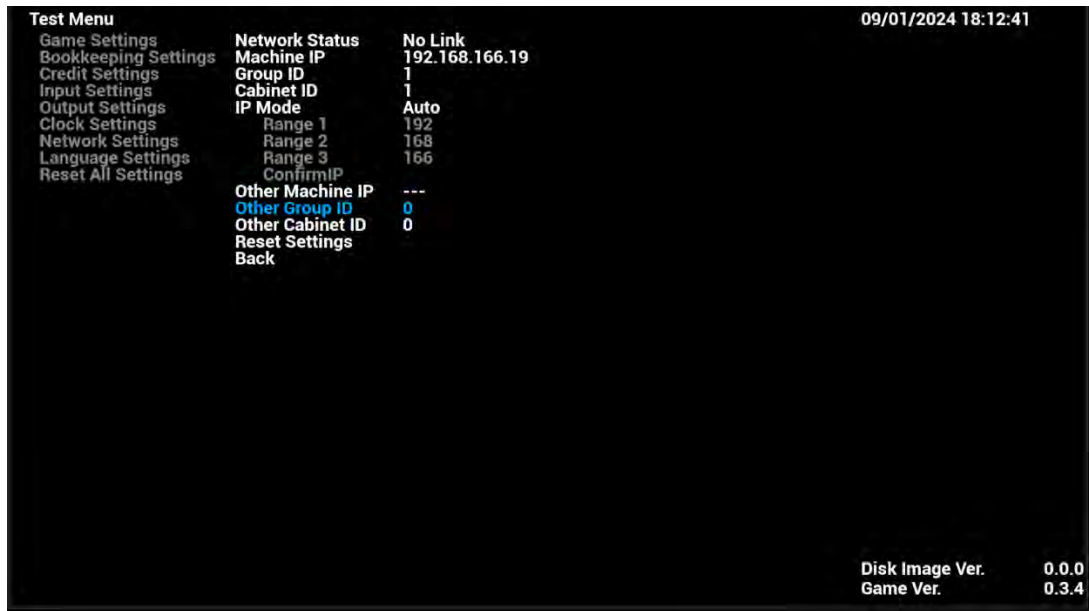 Test Menu 09/01/2024 18:12:41
Game Settings Network Status No Link
Bookkeeping Settings Machine IP 192.168.166.19
Credit Settings Group ID 1
Input Settings Cabinet ID 1
Output Settings IP Mode Auto
Clock Settings Range 1 192
Network Settings Range 2 168
Language Settings Range 3 166
Reset All Settings ConfirmIP
Other Machine IP ---
Other Group ID 0
Other Cabinet ID 0
Reset Settings
Back
Disk Image Ver. 0.0.0
Game Ver. 0.3.4